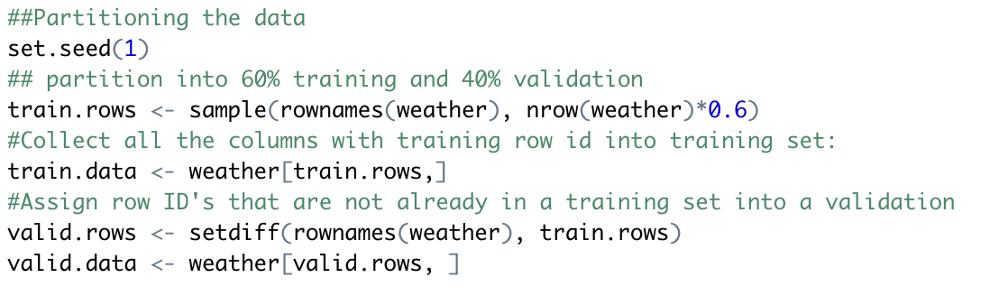 ##Partitioning the data
set.seed(1)
## partition into 60% training and 40% validation
train.rows <- sample(rownames(weather), nrow(weather)*0.6)
#Collect all the columns with training row id into training set:
train.data <- weather[train.rows,]
#Assign row ID's that are not already in a training set into a validation
valid.rows <- setdiff(rownames(weather), train.rows)
valid.data <- weather[valid.rows, ]